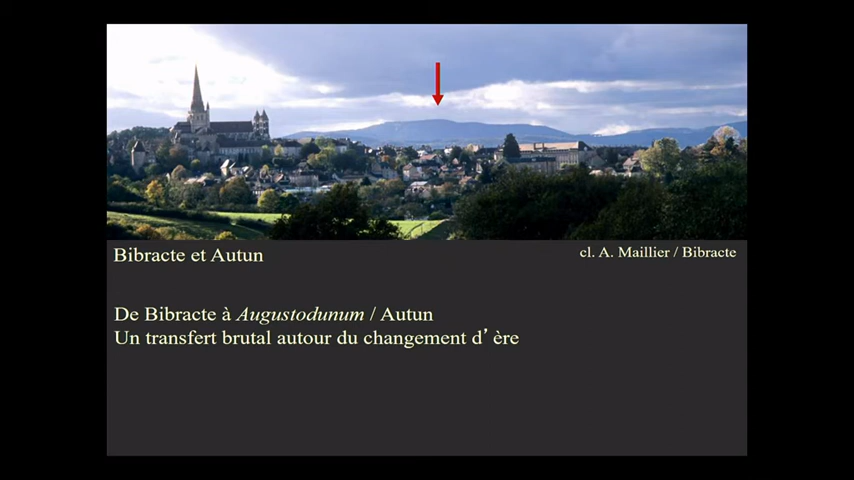 Bibracte et Autun
cl. A. Maillier / Bibracte
De Bibracte à Augustodunum / Autun
Un transfert brutal autour du changement d’ ère